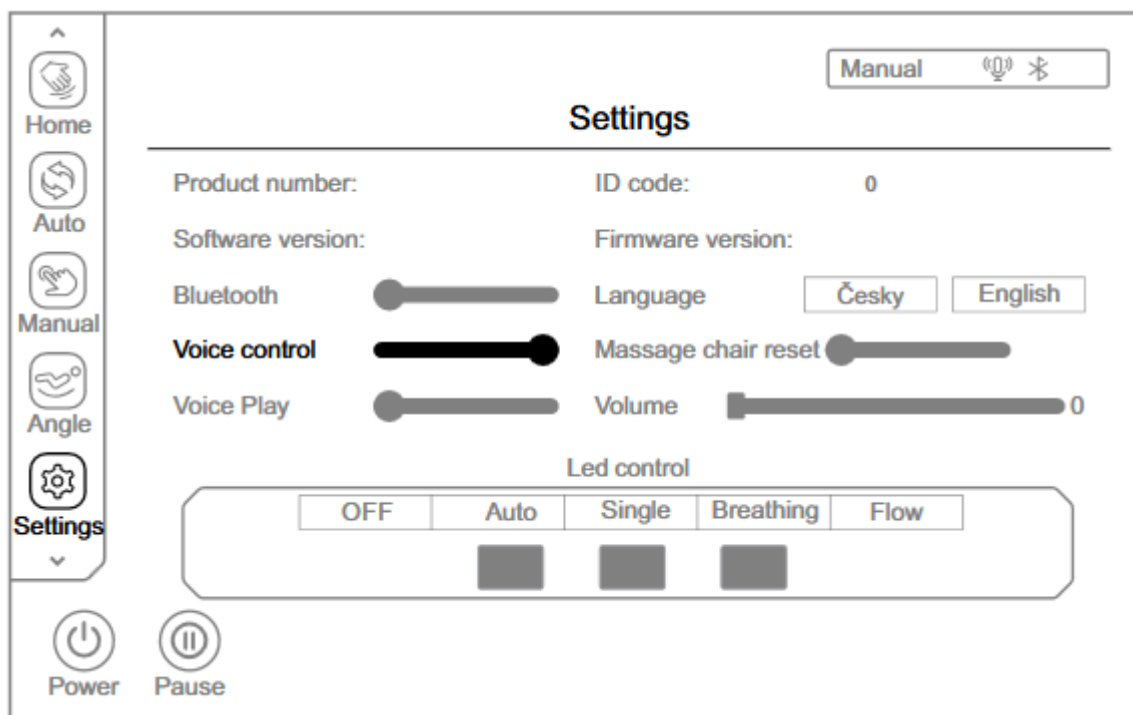 Manual
Settings
Home
Auto
Manual
Angle
Settings
Product number:
ID code: 0
Software version:
Firmware version:
Bluetooth
Language Česky English
Voice control
Massage chair reset
Voice Play
Volume 0
Led control
OFF Auto Single Breathing Flow
Power Pause